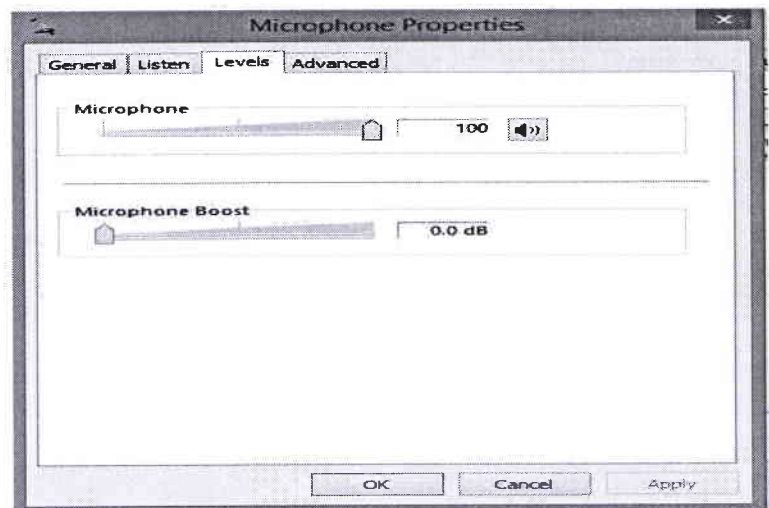 Microphone Properties
General Listen Levels Advanced
Microphone
100
Microphone Boost
0.0 dB
OK Cancel Apply